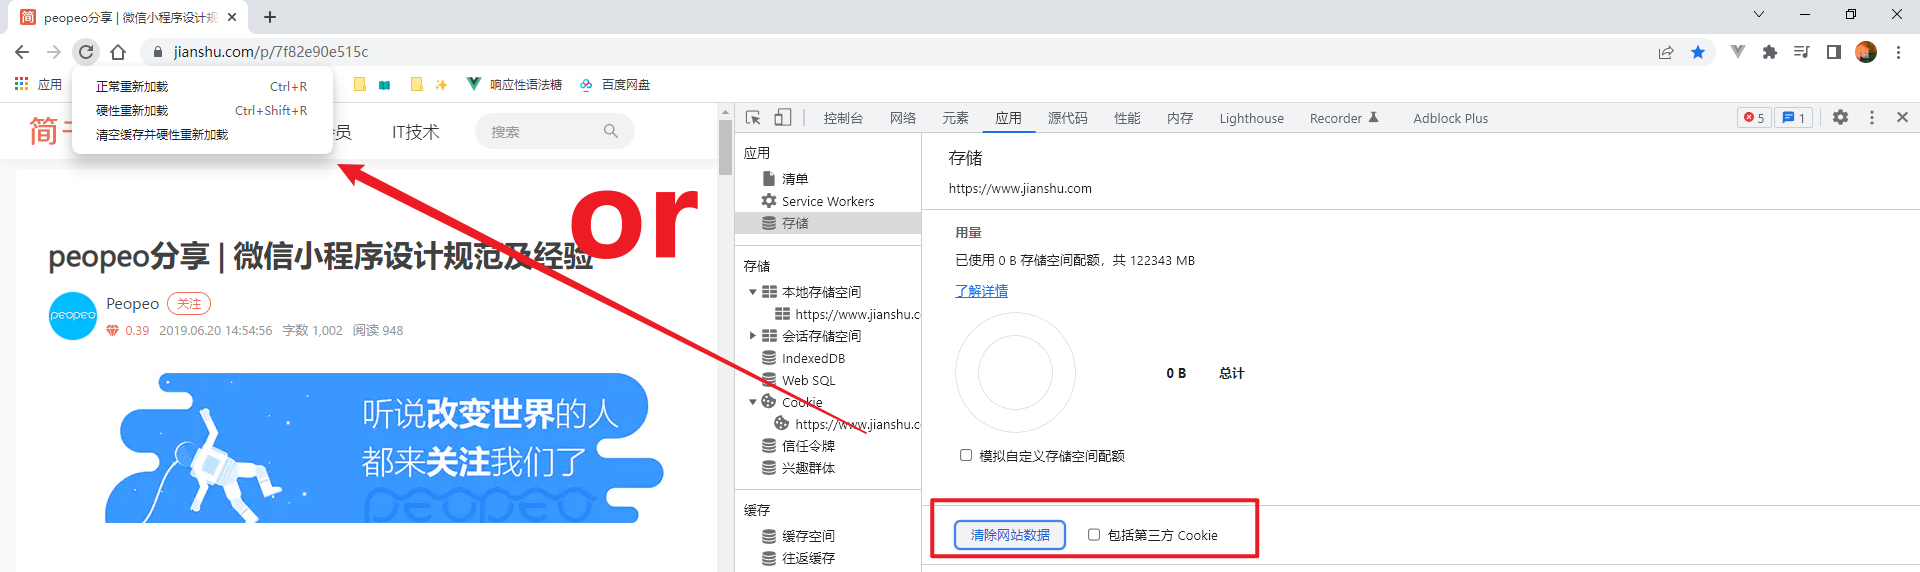 简 peopeo分享 | 微信小程序设计规
jianshu.com/p/7f82e90e515c
应用
响应性语法糖
百度网盘
正常重新加载 Ctrl+R
硬性重新加载 Ctrl+Shift+R
清空缓存并硬性重新加载
简
员 IT技术 搜索
or
peopeo分享 | 微信小程序设计规范及经验
peopeo
Peopeo 关注
0.39 2019.06.20 14:54:56 字数 1,002 阅读 948
听说改变世界的人
都来关注我们了
peopeo
控制台 网络 元素 应用 源代码 性能 内存 Lighthouse Recorder Adblock Plus 5 1
应用
清单
Service Workers
存储
存储
本地存储空间
https://www.jianshu.c
会话存储空间
IndexedDB
Web SQL
Cookie
https://www.jianshu.c
信任令牌
兴趣群体
缓存
缓存空间
往返缓存
存储
https://www.jianshu.com
用量
已使用 0 B 存储空间配额，共 122343 MB
了解详情
0 B 总计
模拟自定义存储空间配额
清除网站数据 包括第三方 Cookie